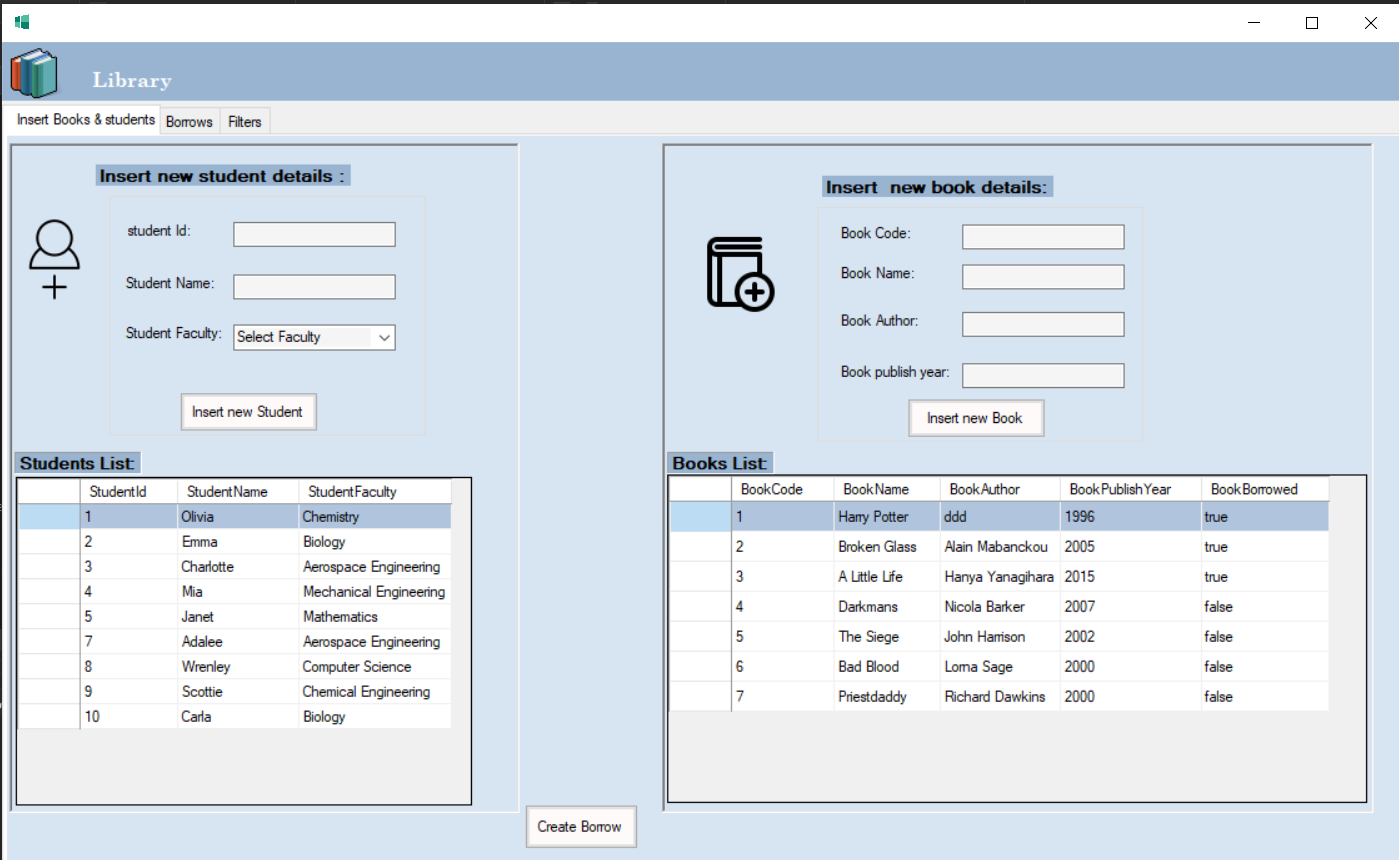 Library
Insert Books & students Borrows Filters
Insert new student details :
student Id:
Student Name:
Student Faculty: Select Faculty
Insert new Student
Students List:
StudentId StudentName StudentFaculty
1 Olivia Chemistry
2 Emma Biology
3 Charlotte Aerospace Engineering
4 Mia Mechanical Engineering
5 Janet Mathematics
7 Adalee Aerospace Engineering
8 Wrenley Computer Science
9 Scottie Chemical Engineering
10 Carla Biology
Insert new book details:
Book Code:
Book Name:
Book Author:
Book publish year:
Insert new Book
Books List:
BookCode BookName BookAuthor BookPublishYear BookBorrowed
1 Harry Potter ddd 1996 true
2 Broken Glass Alain Mabanckou 2005 true
3 A Little Life Hanya Yanagihara 2015 true
4 Darkmans Nicola Barker 2007 false
5 The Siege John Harrison 2002 false
6 Bad Blood Lorna Sage 2000 false
7 Priestdaddy Richard Dawkins 2000 false
Create Borrow